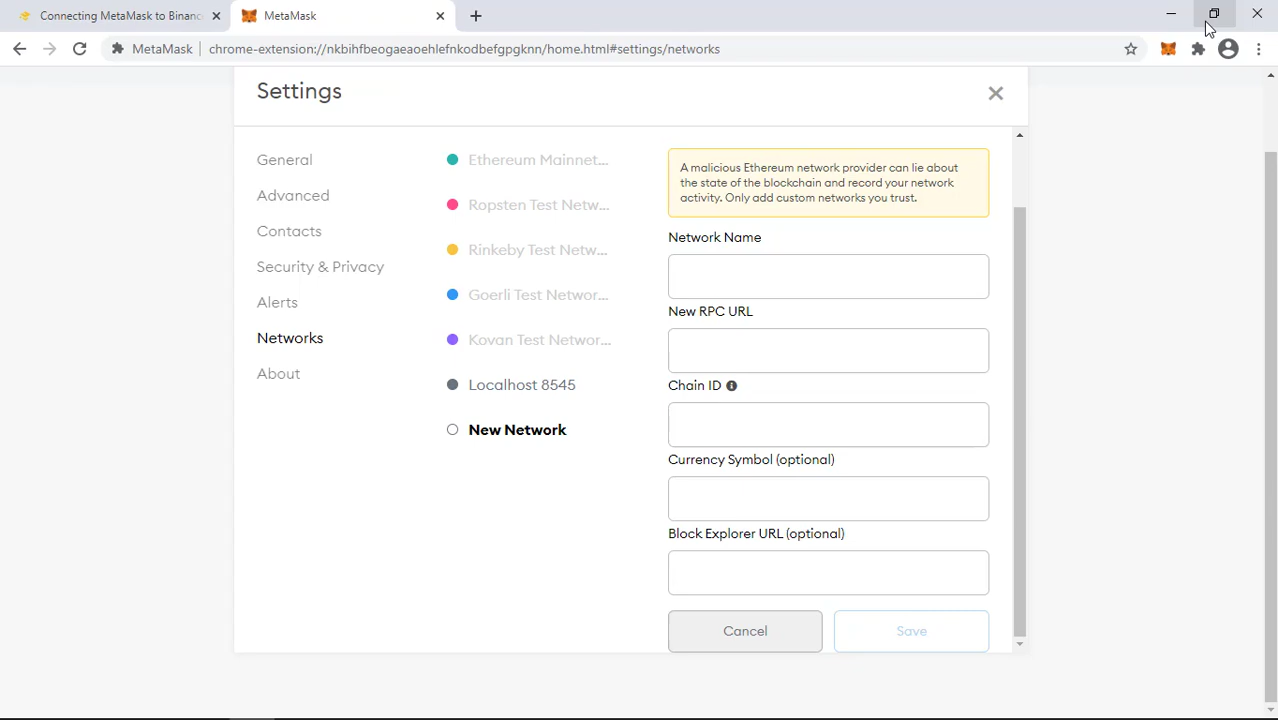 Connecting MetaMask to Binanc
MetaMask
MetaMask
chrome-extension://nkbihfbeogaeaoehlefnkodbefgpgknn/home.html#settings/networks
Settings
General
Advanced
Contacts
Security & Privacy
Alerts
Networks
About
Ethereum Mainnet...
Ropsten Test Netw...
Rinkeby Test Netw...
Goerli Test Networ...
Kovan Test Networ...
Localhost 8545
New Network
A malicious Ethereum network provider can lie about
the state of the blockchain and record your network
activity. Only add custom networks you trust.
Network Name
New RPC URL
Chain ID
Currency Symbol (optional)
Block Explorer URL (optional)
Cancel
Save